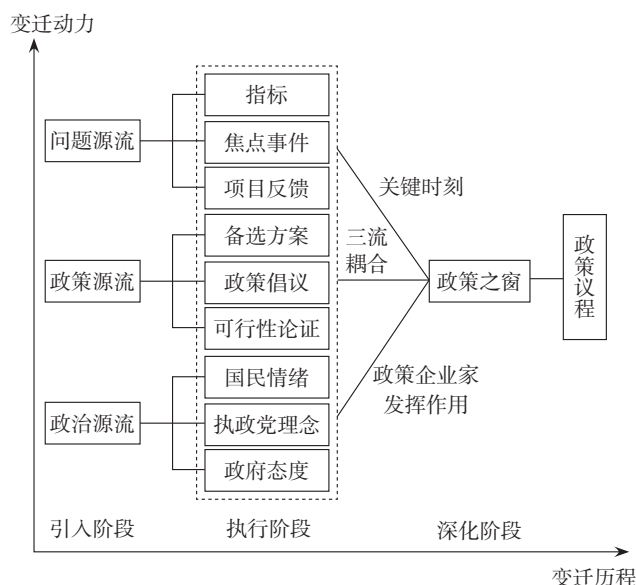 变迁动力
指标
问题源流
焦点事件
项目反馈
关键时刻
备选方案
政策源流
政策倡议
可行性论证
三流
耦合
政策之窗
政策议程
国民情绪
政治源流
执政党理念
政府态度
政策企业家
发挥作用
引入阶段
执行阶段
深化阶段
变迁历程